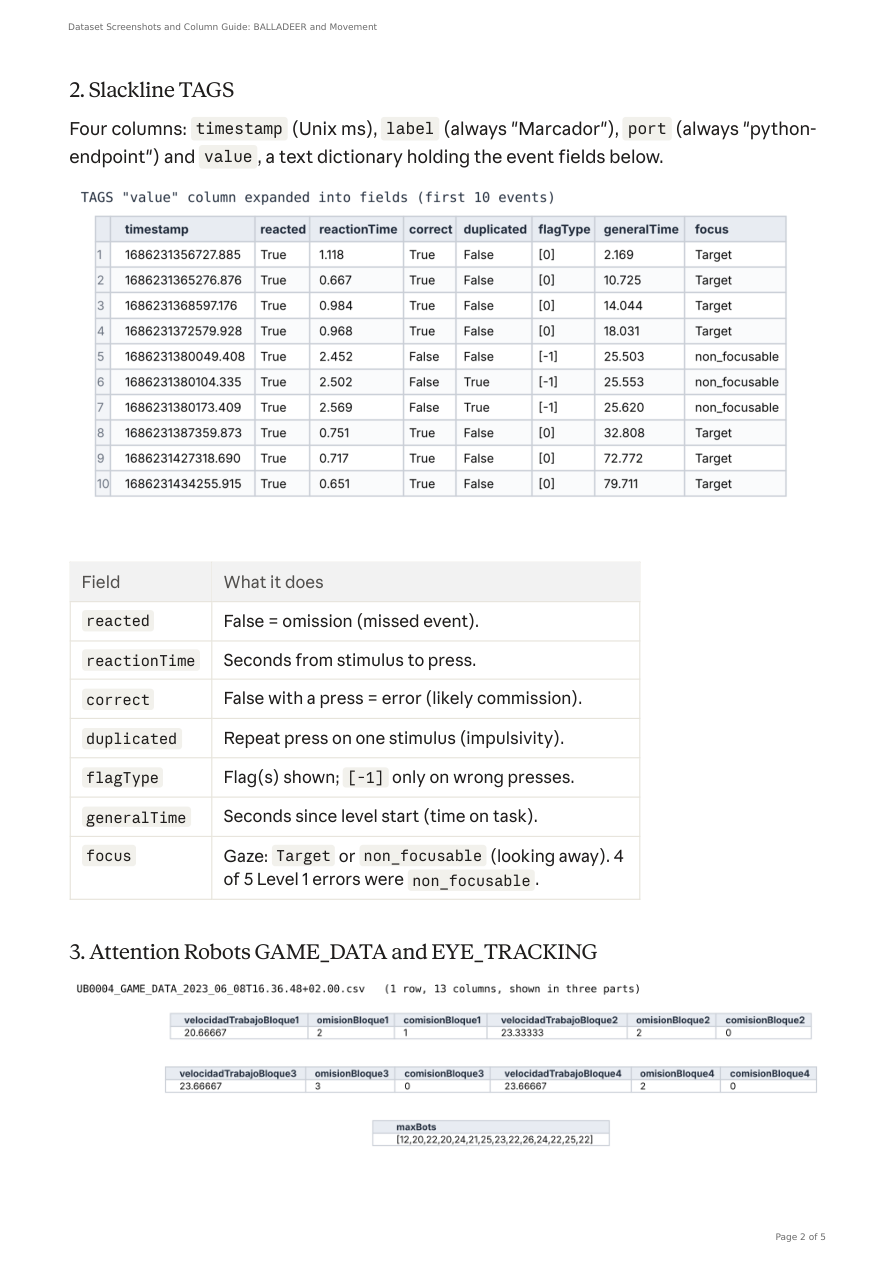 Dataset Screenshots and Column Guide: BALLADEER and Movement
2. Slackline TAGS
Four columns: timestamp (Unix ms), label (always "Marcador"), port (always "python-
endpoint") and value , a text dictionary holding the event fields below.
TAGS "value" column expanded into fields (first 10 events)
timestamp reacted reactionTime correct duplicated flagType generalTime focus
1 1686231356727.885 True 1.118 True False [0] 2.169 Target
2 1686231365276.876 True 0.667 True False [0] 10.725 Target
3 1686231368597.176 True 0.984 True False [0] 14.044 Target
4 1686231372579.928 True 0.968 True False [0] 18.031 Target
5 1686231380049.408 True 2.452 False False [-1] 25.503 non_focusable
6 1686231380104.335 True 2.502 False True [-1] 25.553 non_focusable
7 1686231380173.409 True 2.569 False True [-1] 25.620 non_focusable
8 1686231387359.873 True 0.751 True False [0] 32.808 Target
9 1686231427318.690 True 0.717 True False [0] 72.772 Target
10 1686231434255.915 True 0.651 True False [0] 79.711 Target
Field What it does
reacted False = omission (missed event).
reactionTime Seconds from stimulus to press.
correct False with a press = error (likely commission).
duplicated Repeat press on one stimulus (impulsivity).
flagType Flag(s) shown; [-1] only on wrong presses.
generalTime Seconds since level start (time on task).
focus Gaze: Target or non_focusable (looking away). 4
of 5 Level 1 errors were non_focusable .
3. Attention Robots GAME_DATA and EYE_TRACKING
UB0004_GAME_DATA_2023_06_08T16.36.48+02.00.csv (1 row, 13 columns, shown in three parts)
velocidadTrabajoBloque1 omisionBloque1 comisionBloque1 velocidadTrabajoBloque2 omisionBloque2 comisionBloque2
20.66667 2 1 23.33333 2 0
velocidadTrabajoBloque3 omisionBloque3 comisionBloque3 velocidadTrabajoBloque4 omisionBloque4 comisionBloque4
23.66667 3 0 23.66667 2 0
maxBots
[12,20,22,20,24,21,25,23,22,26,24,22,25,22]
Page 2 of 5